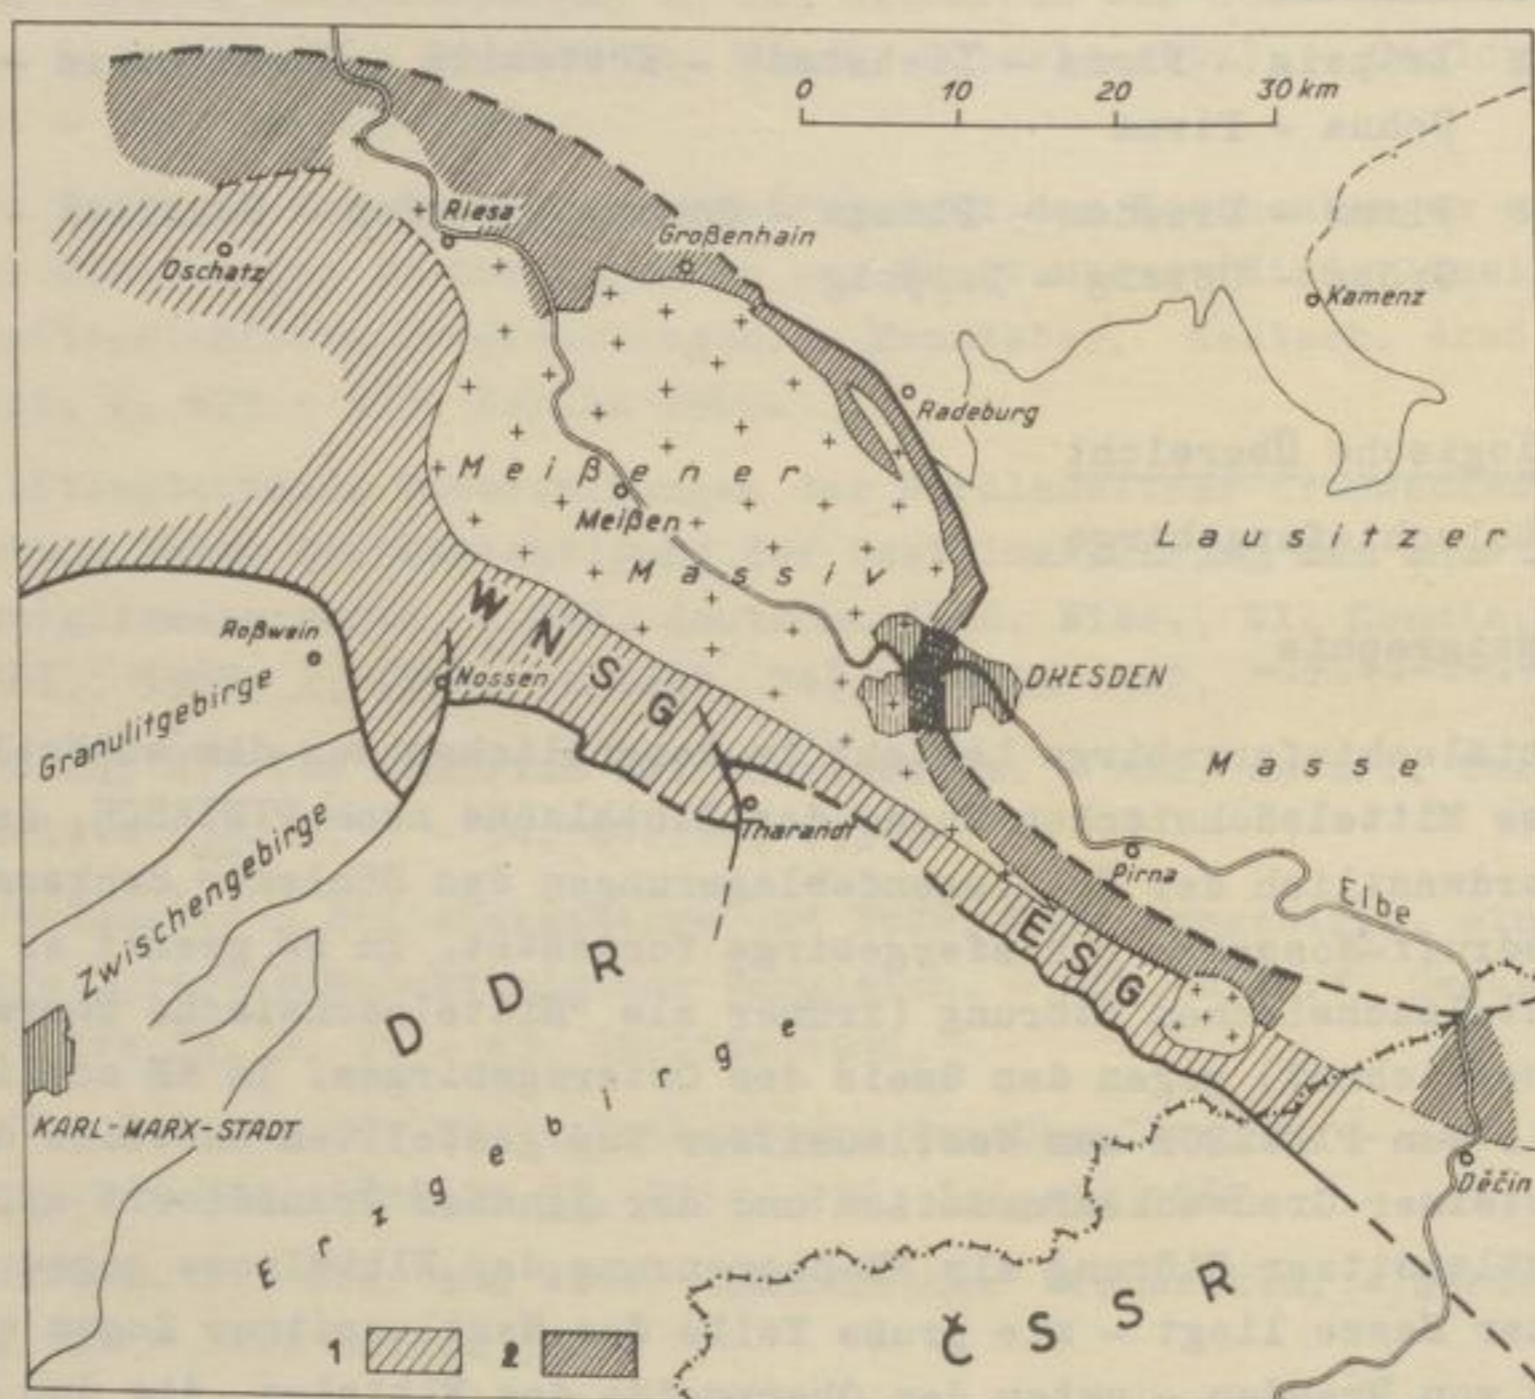 0 10 20 30 km
Riesa
Großenhain
Oschatz
Kamenz
Radeburg
Meißener
Meißen
Lausitzer
Massiv
WNSG
Roßwein
Nossen
DRESDEN
Granulitgebirge
Masse
Tharandt
Pirna
Elbe
Zwischengebirge
ESG
DDR
Erzgebirge
KARL-MARX-STADT
Děčín
ČSSR
1 2